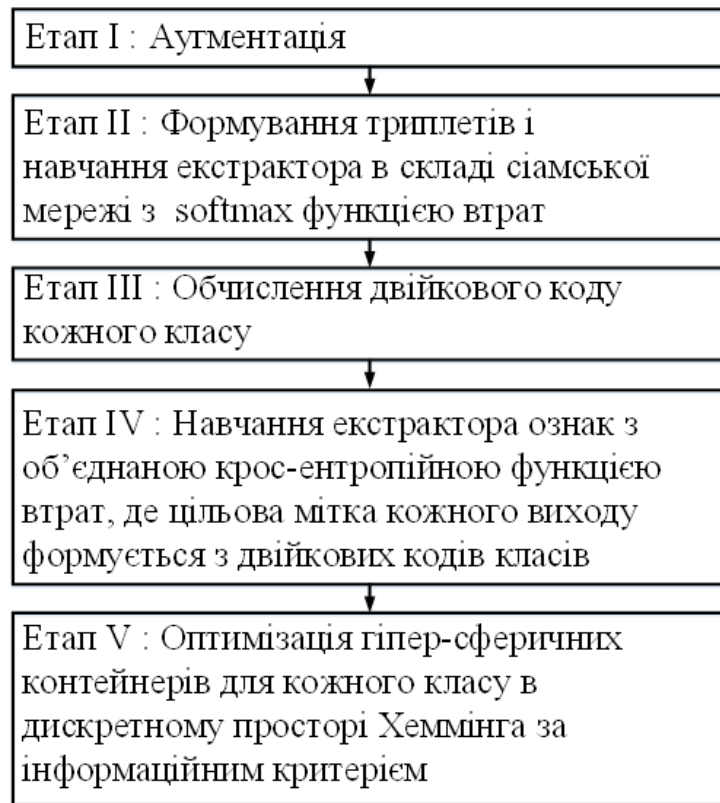 Етап I : Аугментація
Етап II : Формування триплетів і
навчання екстрактора в складі сіамської
мережі з softmax функцією втрат
Етап III : Обчислення двійкового коду
кожного класу
Етап IV : Навчання екстрактора ознак з
об’єднаною крос-ентропійною функцією
втрат, де цільова мітка кожного виходу
формується з двійкових кодів класів
Етап V : Оптимізація гіпер-сферичних
контейнерів для кожного класу в
дискретному просторі Хеммінга за
інформаційним критерієм